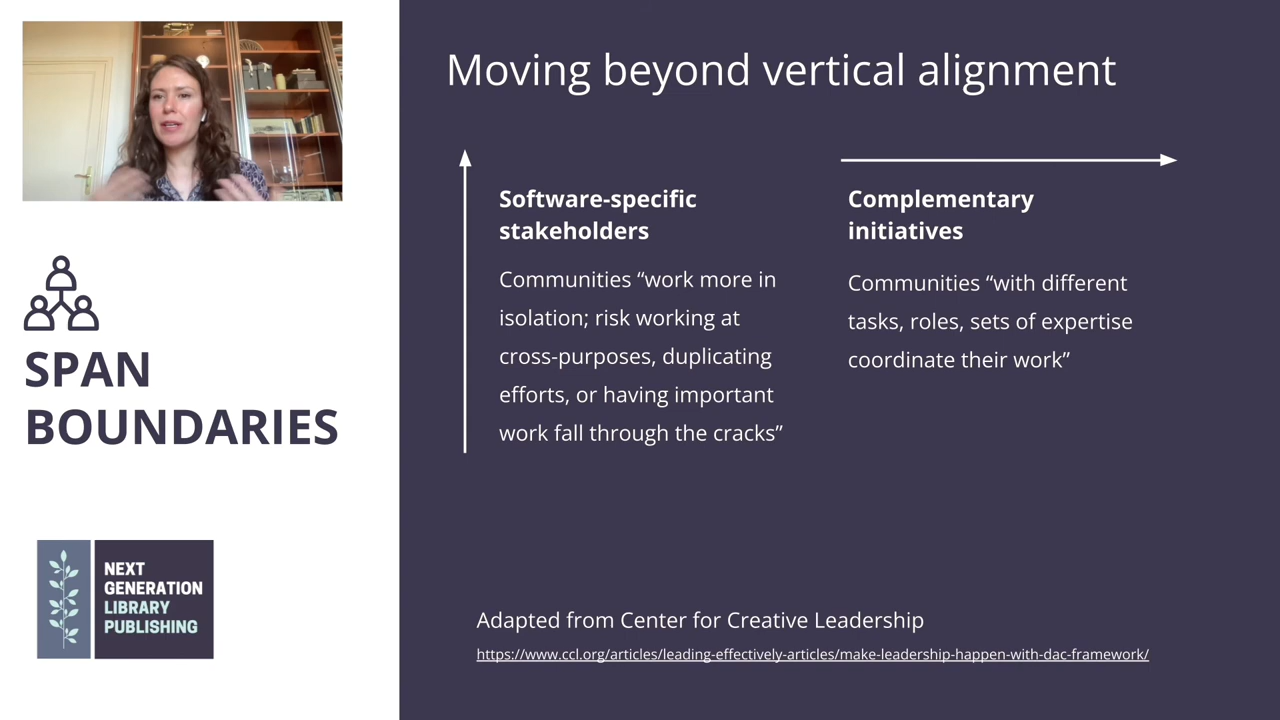 SPAN
BOUNDARIES
NEXT
GENERATION
LIBRARY
PUBLISHING
Moving beyond vertical alignment
Software-specific
stakeholders
Communities “work more in
isolation; risk working at
cross-purposes, duplicating
efforts, or having important
work fall through the cracks”
Complementary
initiatives
Communities “with different
tasks, roles, sets of expertise
coordinate their work”
Adapted from Center for Creative Leadership
https://www.ccl.org/articles/leading-effectively-articles/make-leadership-happen-with-dac-framework/